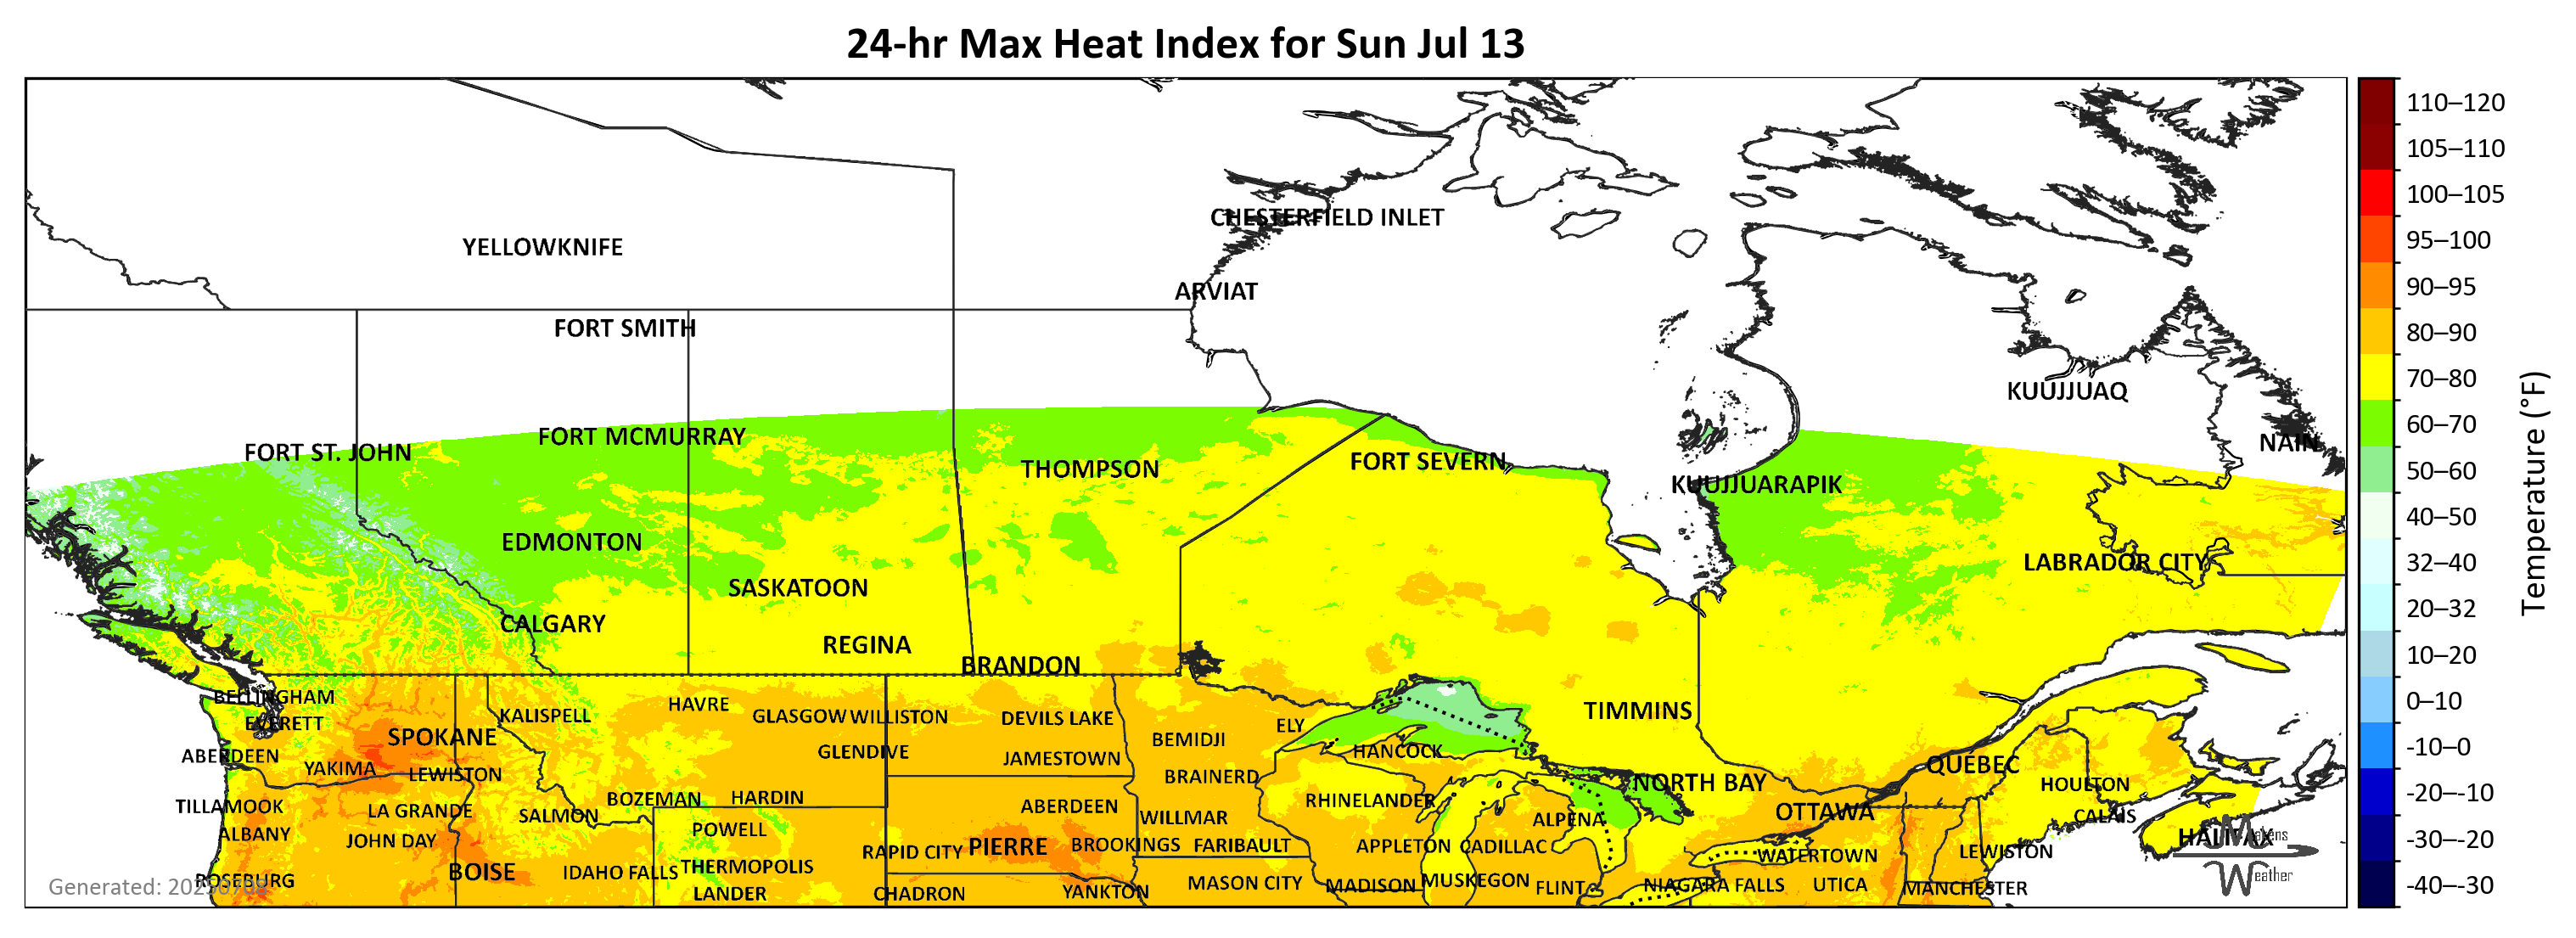 24-hr Max Heat Index for Sun Jul 13
110–120
105–110
100–105
95–100
90–95
80–90
70–80
60–70
50–60
40–50
32–40
20–32
10–20
0–10
-10–0
-20–-10
-30–-20
-40–-30
Temperature (°F)
CHESTERFIELD INLET
YELLOWKNIFE
ARVIAT
FORT SMITH
KUUJJUAQ
FORT MCMURRAY
NAIN
FORT ST. JOHN
FORT SEVERN
THOMPSON
KUUJJUARAPIK
EDMONTON
LABRADOR CITY
SASKATOON
CALGARY
REGINA
BRANDON
BELLINGHAM
HAVRE
TIMMINS
KALISPELL
GLASGOW
WILLISTON
DEVILS LAKE
EVERETT
ELY
SPOKANE
BEMIDJI
HANCOCK
GLENDIVE
ABERDEEN
JAMESTOWN
QUÉBEC
YAKIMA
LEWISTON
BRAINERD
NORTH BAY
HOULTON
BOZEMAN
HARDIN
RHINELANDER
TILLAMOOK
LA GRANDE
ABERDEEN
OTTAWA
SALMON
WILLMAR
ALPENA
CALAIS
POWELL
ALBANY
HALIFAX
JOHN DAY
PIERRE
BROOKINGS
FARIBAULT
APPLETON
CADILLAC
RAPID CITY
LEWISTON
WATERTOWN
THERMOPOLIS
BOISE
IDAHO FALLS
ROSEBURG
MUSKEGON
MASON CITY
MADISON
FLINT
NIAGARA FALLS
UTICA
MANCHESTER
LANDER
CHADRON
YANKTON
Weather